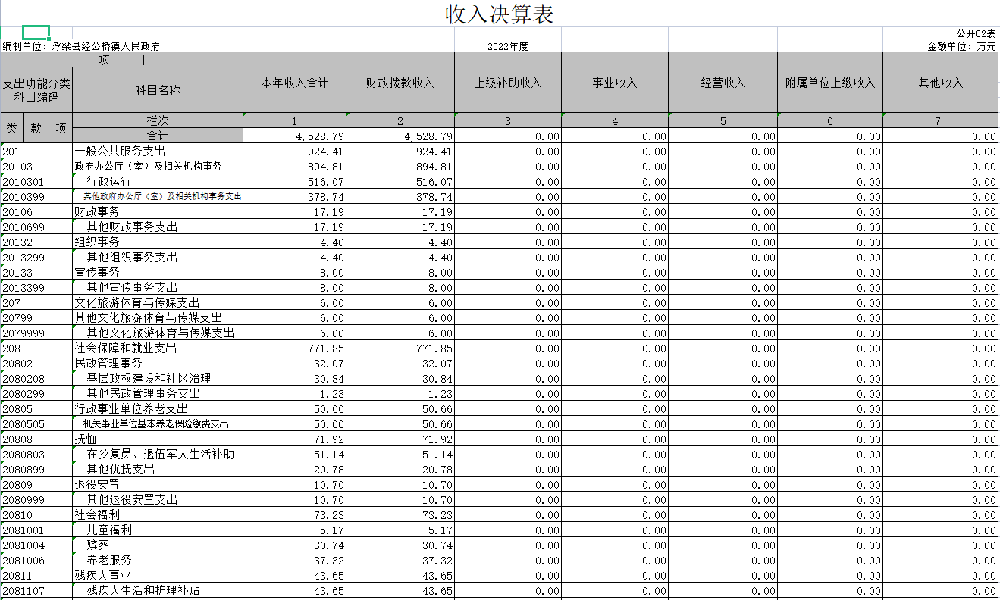 收入决算表
公开02表
编制单位：浮梁县经公桥镇人民政府 2022年度 金额单位：万元
项 目 本年收入合计 财政拨款收入 上级补助收入 事业收入 经营收入 附属单位上缴收入 其他收入
支出功能分类科目编码 科目名称
类 款 项 栏次 1 2 3 4 5 6 7
合计 4,528.79 4,528.79 0.00 0.00 0.00 0.00 0.00
201 一般公共服务支出 924.41 924.41 0.00 0.00 0.00 0.00 0.00
20103 政府办公厅（室）及相关机构事务 894.81 894.81 0.00 0.00 0.00 0.00 0.00
2010301 行政运行 516.07 516.07 0.00 0.00 0.00 0.00 0.00
2010399 其他政府办公厅（室）及相关机构事务支出 378.74 378.74 0.00 0.00 0.00 0.00 0.00
20106 财政事务 17.19 17.19 0.00 0.00 0.00 0.00 0.00
2010699 其他财政事务支出 17.19 17.19 0.00 0.00 0.00 0.00 0.00
20132 组织事务 4.40 4.40 0.00 0.00 0.00 0.00 0.00
2013299 其他组织事务支出 4.40 4.40 0.00 0.00 0.00 0.00 0.00
20133 宣传事务 8.00 8.00 0.00 0.00 0.00 0.00 0.00
2013399 其他宣传事务支出 8.00 8.00 0.00 0.00 0.00 0.00 0.00
207 文化旅游体育与传媒支出 6.00 6.00 0.00 0.00 0.00 0.00 0.00
20799 其他文化旅游体育与传媒支出 6.00 6.00 0.00 0.00 0.00 0.00 0.00
2079999 其他文化旅游体育与传媒支出 6.00 6.00 0.00 0.00 0.00 0.00 0.00
208 社会保障和就业支出 771.85 771.85 0.00 0.00 0.00 0.00 0.00
20802 民政管理事务 32.07 32.07 0.00 0.00 0.00 0.00 0.00
2080208 基层政权建设和社区治理 30.84 30.84 0.00 0.00 0.00 0.00 0.00
2080299 其他民政管理事务支出 1.23 1.23 0.00 0.00 0.00 0.00 0.00
20805 行政事业单位养老支出 50.66 50.66 0.00 0.00 0.00 0.00 0.00
2080505 机关事业单位基本养老保险缴费支出 50.66 50.66 0.00 0.00 0.00 0.00 0.00
20808 抚恤 71.92 71.92 0.00 0.00 0.00 0.00 0.00
2080803 在乡复员、退伍军人生活补助 51.14 51.14 0.00 0.00 0.00 0.00 0.00
2080899 其他优抚支出 20.78 20.78 0.00 0.00 0.00 0.00 0.00
20809 退役安置 10.70 10.70 0.00 0.00 0.00 0.00 0.00
2080999 其他退役安置支出 10.70 10.70 0.00 0.00 0.00 0.00 0.00
20810 社会福利 73.23 73.23 0.00 0.00 0.00 0.00 0.00
2081001 儿童福利 5.17 5.17 0.00 0.00 0.00 0.00 0.00
2081004 殡葬 30.74 30.74 0.00 0.00 0.00 0.00 0.00
2081006 养老服务 37.32 37.32 0.00 0.00 0.00 0.00 0.00
20811 残疾人事业 43.65 43.65 0.00 0.00 0.00 0.00 0.00
2081107 残疾人生活和护理补贴 43.65 43.65 0.00 0.00 0.00 0.00 0.00